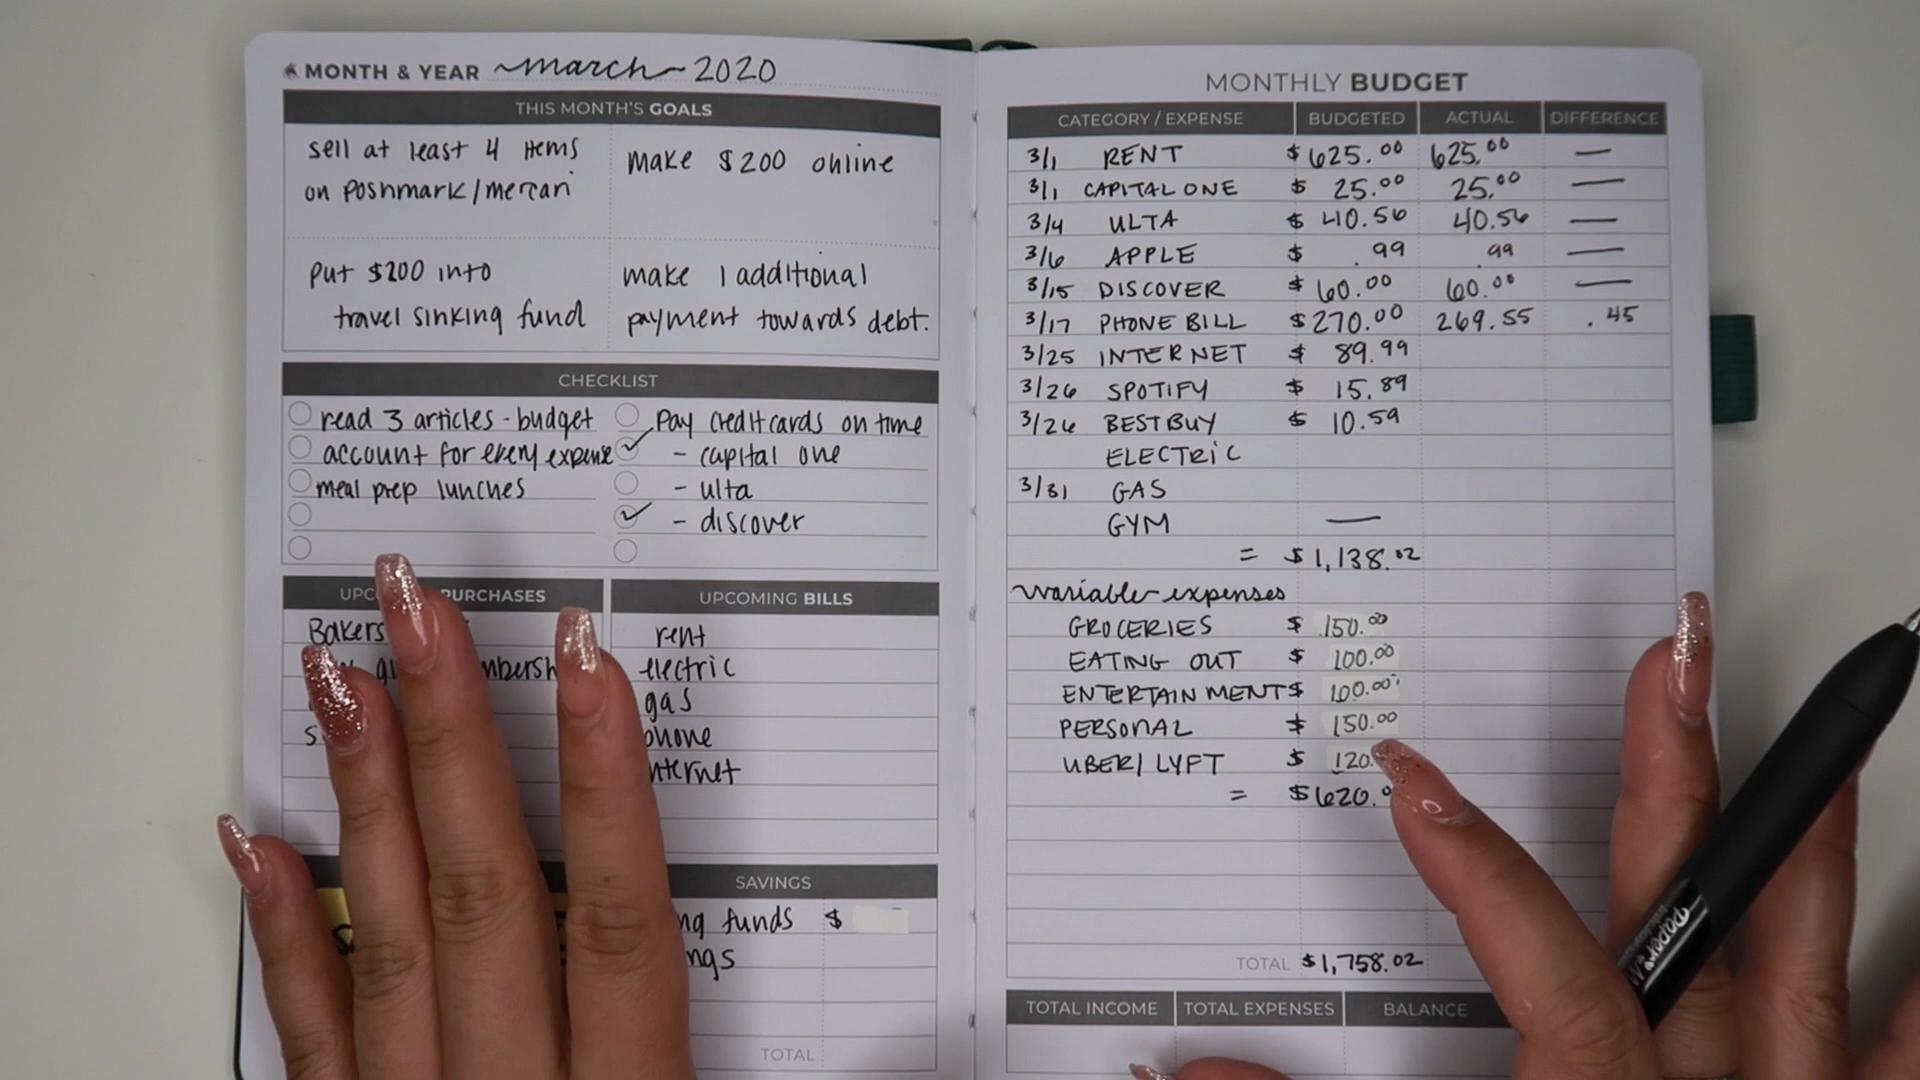 MONTH & YEAR march 2020
THIS MONTH'S GOALS
sell at least 4 items
on poshmark/mercari
make $200 online
put $200 into
travel sinking fund
make 1 additional
payment towards debt.
CHECKLIST
read 3 articles - budget
account for every expense
meal prep lunches
pay credit cards on time
- capital one
- ulta
- discover
PURCHASES
Bakers
UPCOMING BILLS
rent
electric
gas
phone
internet
SAVINGS
funds $
TOTAL
MONTHLY BUDGET
CATEGORY / EXPENSE BUDGETED ACTUAL DIFFERENCE
3/1 RENT $625.00 625.00 —
3/1 CAPITAL ONE $ 25.00 25.00 —
3/4 ULTA $ 40.56 40.56 —
3/6 APPLE $ .99 .99 —
3/15 DISCOVER $ 60.00 60.00 —
3/17 PHONE BILL $270.00 269.55 .45
3/25 INTERNET $ 89.99
3/26 SPOTIFY $ 15.89
3/26 BEST BUY $ 10.59
ELECTRIC
3/31 GAS
GYM —
= $1,138.02
variable expenses
GROCERIES $ 150.00
EATING OUT $ 100.00
ENTERTAINMENT $ 100.00
PERSONAL $ 150.00
UBER/LYFT $ 120.
= $620.0
TOTAL $1,758.02
TOTAL INCOME TOTAL EXPENSES BALANCE